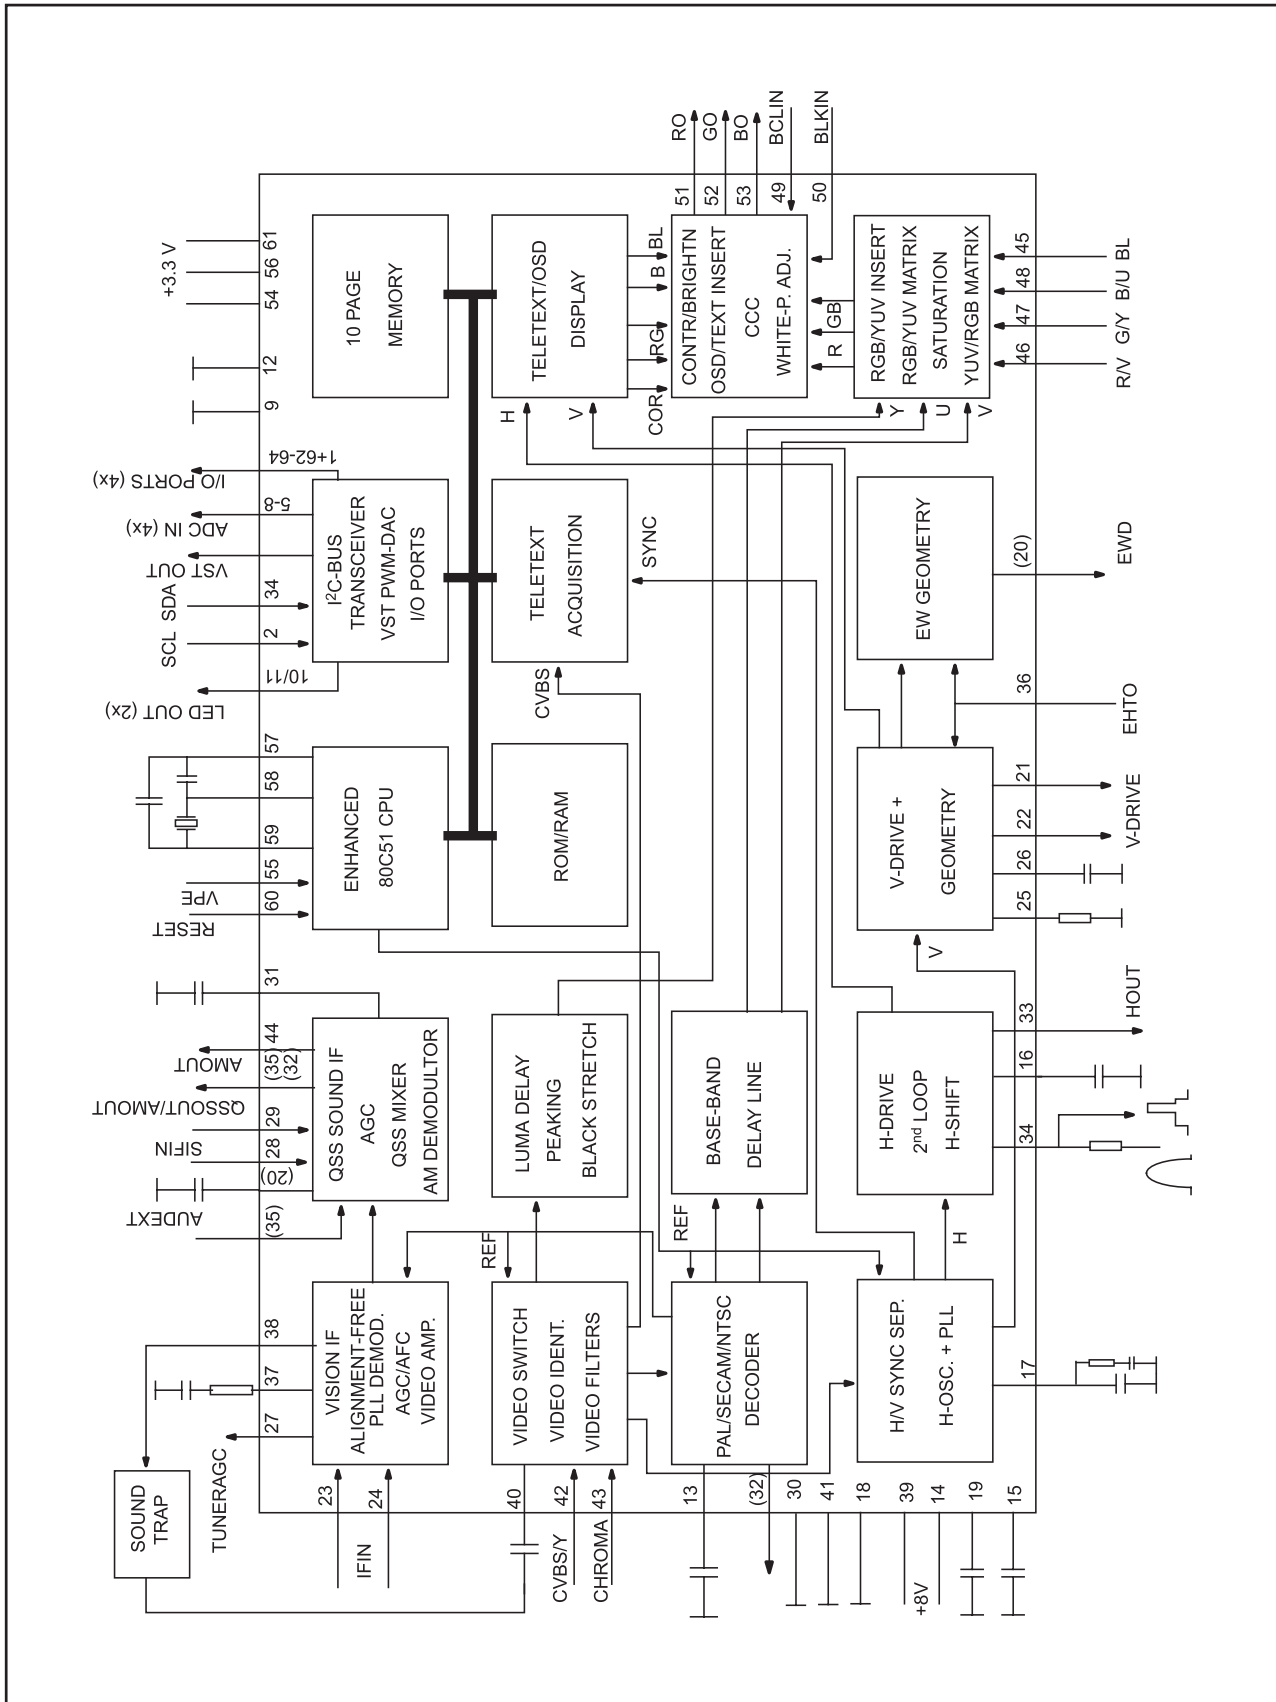 SOUND
TRAP
TUNERAGC
IFIN
23
24
27
37
38
VISION IF
ALIGNMENT-FREE
PLL DEMOD.
AGC/AFC
VIDEO AMP.
AUDEXT
(35)
(20)
SIFIN
28
29
QSSOUT/AMOUT
AMOUT
(35)
(32)
44
31
QSS SOUND IF
AGC
QSS MIXER
AM DEMODULTOR
RESET
VPE
60
55
59
58
57
ENHANCED
80C51 CPU
LED OUT (2x)
10/11
SCL
SDA
2
34
VST OUT
ADC IN (4x)
5-8
I/O PORTS (4x)
1+62-64
I²C-BUS
TRANSCEIVER
VST PWM-DAC
I/O PORTS
9
12
+3.3 V
54
56
61
10 PAGE
MEMORY
CVBS/Y
CHROMA
40
42
43
VIDEO SWITCH
VIDEO IDENT.
VIDEO FILTERS
REF
LUMA DELAY
PEAKING
BLACK STRETCH
ROM/RAM
CVBS
TELETEXT
ACQUISITION
SYNC
H
V
TELETEXT/OSD
DISPLAY
COR
RG
B
BL
13
(32)
PAL/SECAM/NTSC
DECODER
REF
BASE-BAND
DELAY LINE
CONTR/BRIGHTN
OSD/TEXT INSERT
CCC
WHITE-P. ADJ.
51
52
53
49
50
RO
GO
BO
BCLIN
BLKIN
R
GB
Y
U
V
RGB/YUV INSERT
RGB/YUV MATRIX
SATURATION
YUV/RGB MATRIX
46
47
48
45
R/V
G/Y
B/U
BL
30
41
18
39
14
19
15
+8V
H/V SYNC SEP.
H-OSC. + PLL
17
H
H-DRIVE
2nd LOOP
H-SHIFT
34
16
33
HOUT
V
V-DRIVE +
GEOMETRY
25
26
22
21
V-DRIVE
36
EHTO
EW GEOMETRY
(20)
EWD